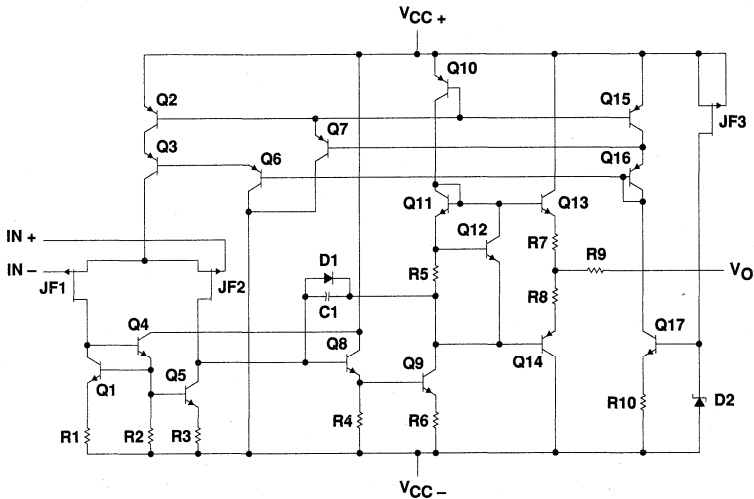 VCC+
Q10
Q2
Q7
Q15
JF3
Q3
Q6
Q16
Q11
Q13
Q12
IN +
R7
R9
D1
IN −
R5
VO
JF1
JF2
C1
R8
Q4
Q17
Q8
Q9
Q14
Q1
Q5
D2
R10
R4
R6
R1
R2
R3
VCC−